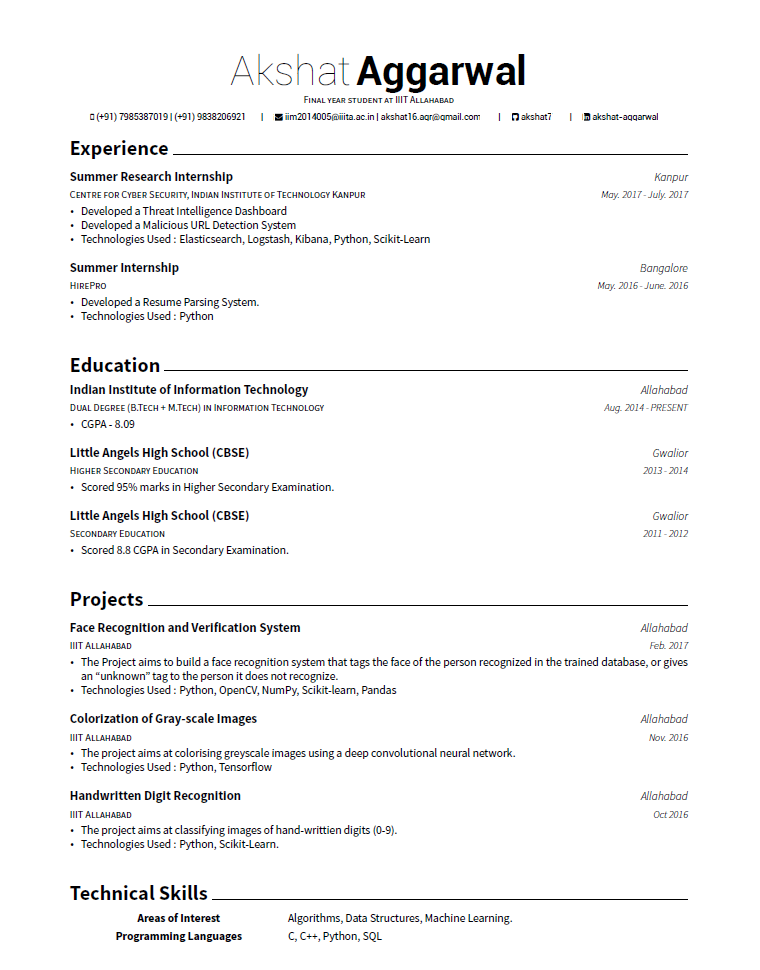 Akshat Aggarwal
Final year student at IIIT Allahabad
(+91) 7985387019 | (+91) 9838206921 | iim2014005@iiita.ac.in | akshat16.agr@gmail.com | akshat7 | akshat-aggarwal
Experience
Summer Research Internship Kanpur
Centre for Cyber Security, Indian Institute of Technology Kanpur May. 2017 - July. 2017
• Developed a Threat Intelligence Dashboard
• Developed a Malicious URL Detection System
• Technologies Used : Elasticsearch, Logstash, Kibana, Python, Scikit-Learn
Summer Internship Bangalore
HirePro May. 2016 - June. 2016
• Developed a Resume Parsing System.
• Technologies Used : Python
Education
Indian Institute of Information Technology Allahabad
Dual Degree (B.Tech + M.Tech) in Information Technology Aug. 2014 - PRESENT
• CGPA - 8.09
Little Angels High School (CBSE) Gwalior
Higher Secondary Education 2013 - 2014
• Scored 95% marks in Higher Secondary Examination.
Little Angels High School (CBSE) Gwalior
Secondary Education 2011 - 2012
• Scored 8.8 CGPA in Secondary Examination.
Projects
Face Recognition and Verification System Allahabad
IIIT Allahabad Feb. 2017
• The Project aims to build a face recognition system that tags the face of the person recognized in the trained database, or gives
an “unknown” tag to the person it does not recognize.
• Technologies Used : Python, OpenCV, NumPy, Scikit-learn, Pandas
Colorization of Gray-scale Images Allahabad
IIIT Allahabad Nov. 2016
• The project aims at colorising greyscale images using a deep convolutional neural network.
• Technologies Used : Python, Tensorflow
Handwritten Digit Recognition Allahabad
IIIT Allahabad Oct 2016
• The project aims at classifying images of hand-written digits (0-9).
• Technologies Used : Python, Scikit-Learn.
Technical Skills
Areas of Interest Algorithms, Data Structures, Machine Learning.
Programming Languages C, C++, Python, SQL